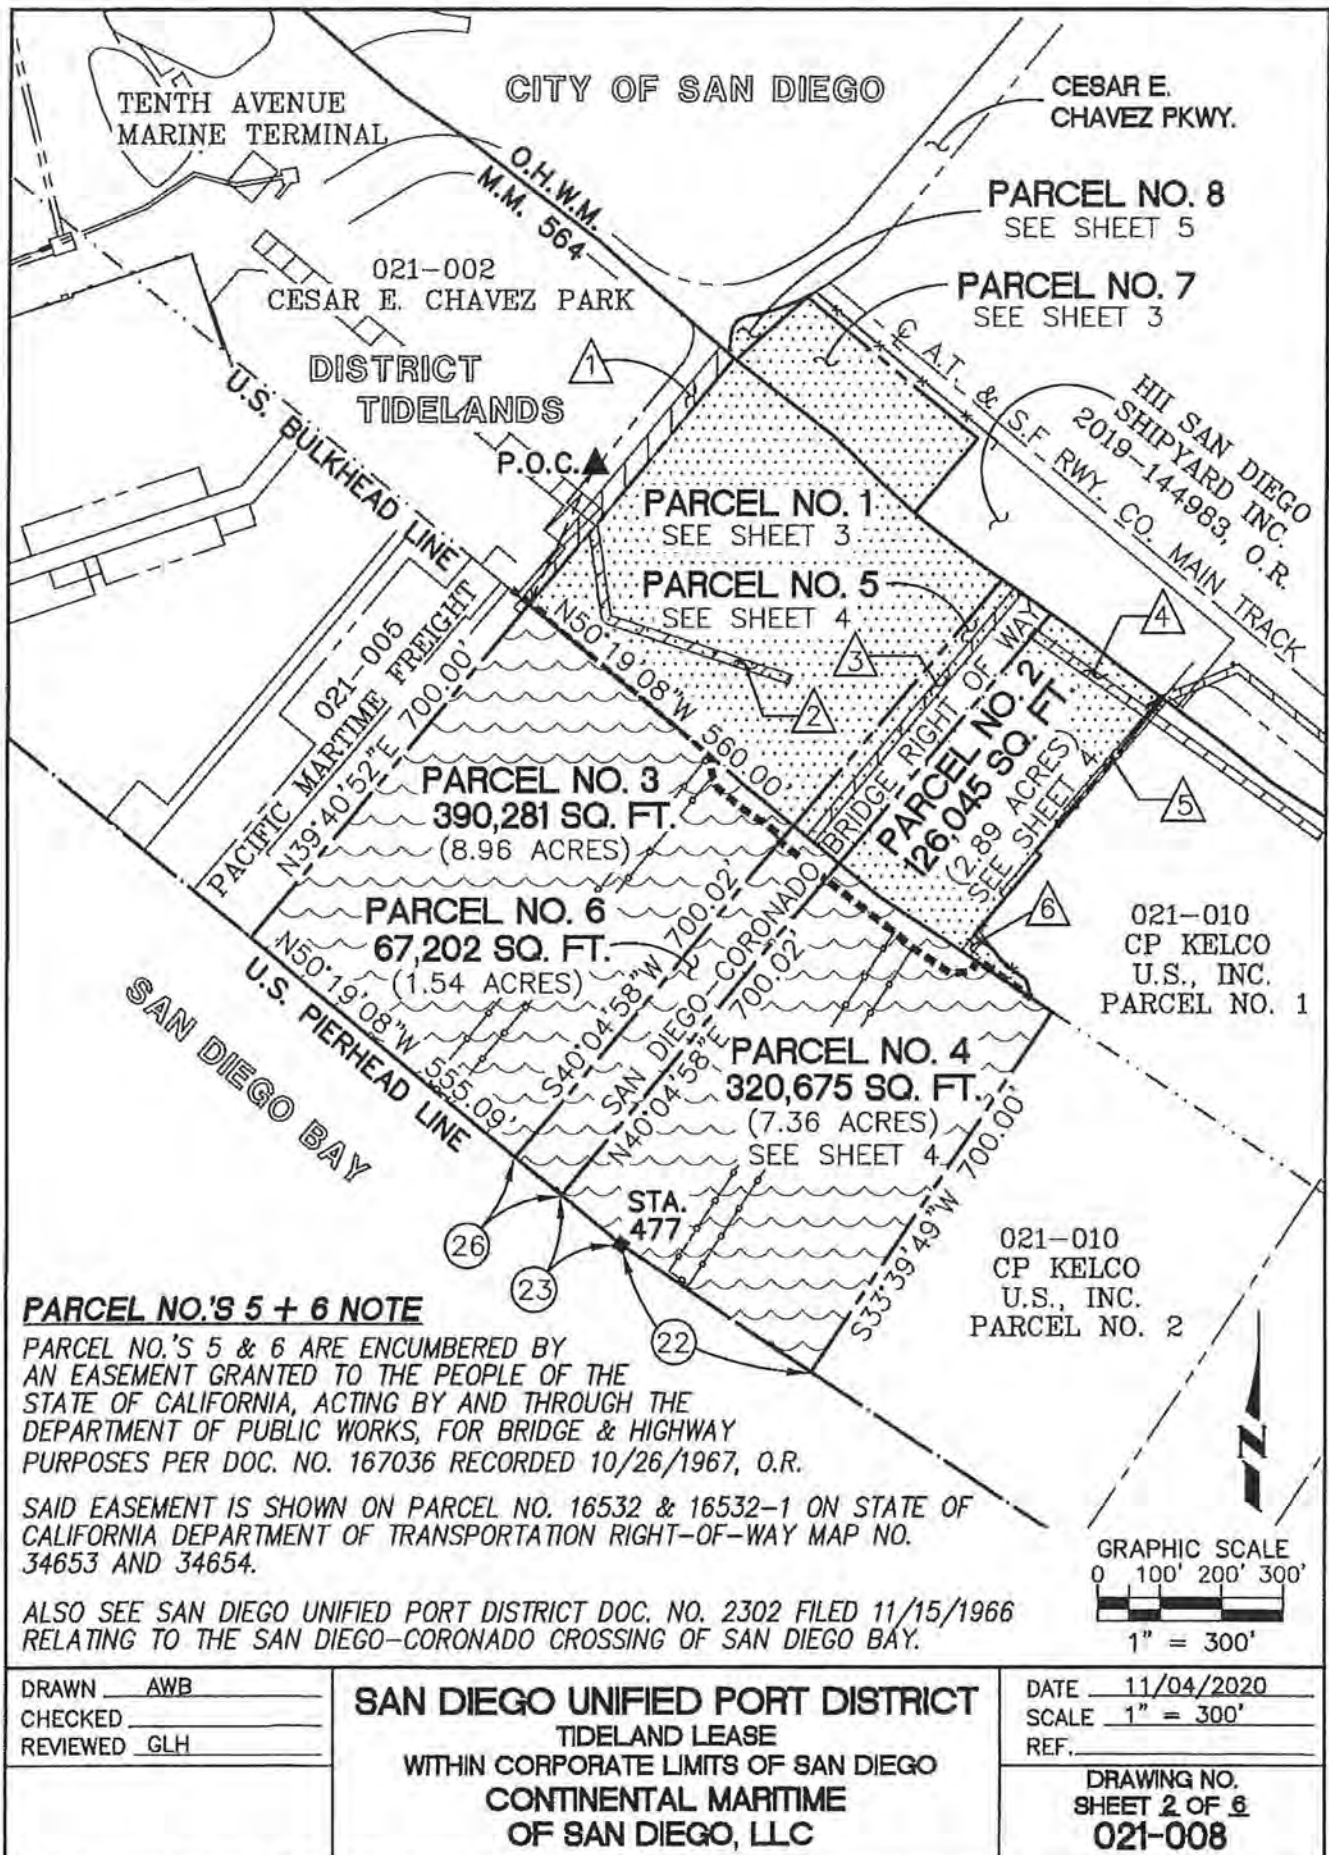 CITY OF SAN DIEGO
TENTH AVENUE
MARINE TERMINAL
CESAR E.
CHAVEZ PKWY.
O.H.W.M.
M.M. 564
PARCEL NO. 8
SEE SHEET 5
021-002
CESAR E. CHAVEZ PARK
PARCEL NO. 7
SEE SHEET 3
DISTRICT
TIDELANDS
1
℄ A.T. & S.F. RWY. CO. MAIN TRACK
HII SAN DIEGO
SHIPYARD INC.
2019-144983, O.R.
U.S. BULKHEAD LINE
P.O.C.
PARCEL NO. 1
SEE SHEET 3
PARCEL NO. 5
SEE SHEET 4
3
4
2
5
6
N50°19'08"W 560.00'
021-005
PACIFIC MARTIME FREIGHT
N39°40'52"E 700.00'
PARCEL NO. 2
126,045 SQ. FT.
(2.89 ACRES)
SEE SHEET 4
PARCEL NO. 3
390,281 SQ. FT.
(8.96 ACRES)
SAN DIEGO-CORONADO BRIDGE RIGHT OF WAY
PARCEL NO. 6
67,202 SQ. FT.
(1.54 ACRES)
S40°04'58"W 700.02'
N40°04'58"E 700.02'
021-010
CP KELCO
U.S., INC.
PARCEL NO. 1
N50°19'08"W 555.09'
U.S. PIERHEAD LINE
SAN DIEGO BAY
PARCEL NO. 4
320,675 SQ. FT.
(7.36 ACRES)
SEE SHEET 4
S33°39'49"W 700.00'
STA.
477
26
23
22
021-010
CP KELCO
U.S., INC.
PARCEL NO. 2
PARCEL NO.'S 5 + 6 NOTE
PARCEL NO.'S 5 & 6 ARE ENCUMBERED BY
AN EASEMENT GRANTED TO THE PEOPLE OF THE
STATE OF CALIFORNIA, ACTING BY AND THROUGH THE
DEPARTMENT OF PUBLIC WORKS, FOR BRIDGE & HIGHWAY
PURPOSES PER DOC. NO. 167036 RECORDED 10/26/1967, O.R.
SAID EASEMENT IS SHOWN ON PARCEL NO. 16532 & 16532-1 ON STATE OF
CALIFORNIA DEPARTMENT OF TRANSPORTATION RIGHT-OF-WAY MAP NO.
34653 AND 34654.
ALSO SEE SAN DIEGO UNIFIED PORT DISTRICT DOC. NO. 2302 FILED 11/15/1966
RELATING TO THE SAN DIEGO-CORONADO CROSSING OF SAN DIEGO BAY.
N
GRAPHIC SCALE
0 100' 200' 300'
1" = 300'
DRAWN AWB
CHECKED
REVIEWED GLH
SAN DIEGO UNIFIED PORT DISTRICT
TIDELAND LEASE
WITHIN CORPORATE LIMITS OF SAN DIEGO
CONTINENTAL MARITIME
OF SAN DIEGO, LLC
DATE 11/04/2020
SCALE 1" = 300'
REF.
DRAWING NO.
SHEET 2 OF 6
021-008